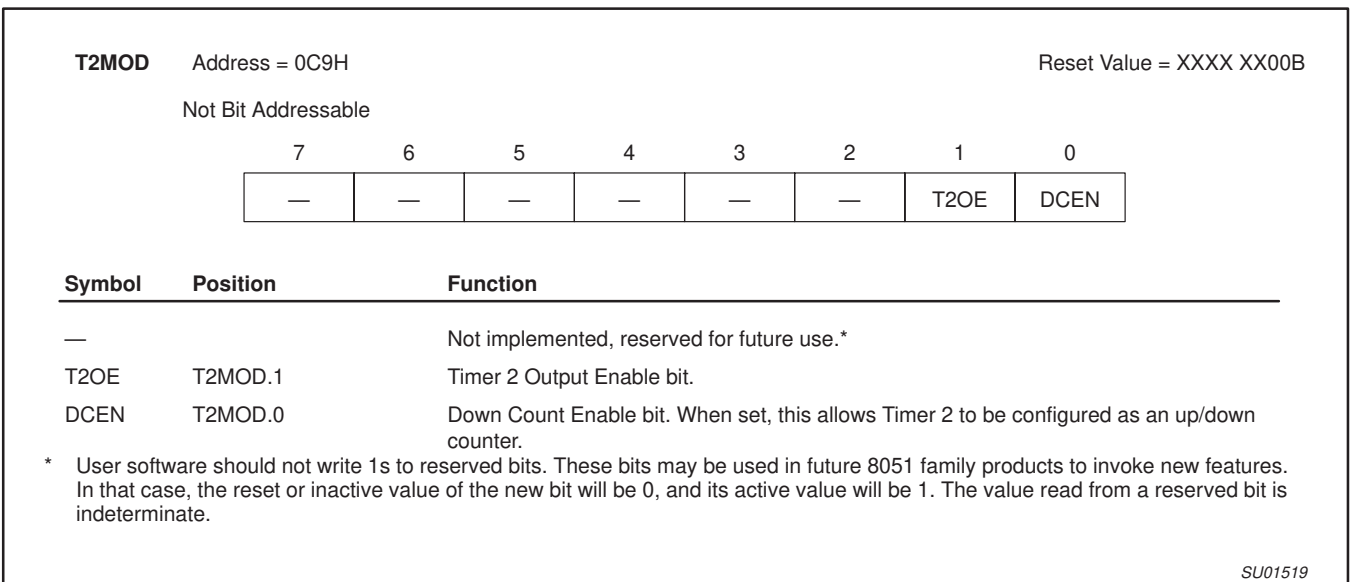 T2MOD Address = 0C9H Reset Value = XXXX XX00B
Not Bit Addressable
7 6 5 4 3 2 1 0
— — — — — — T2OE DCEN
Symbol Position Function
— Not implemented, reserved for future use.*
T2OE T2MOD.1 Timer 2 Output Enable bit.
DCEN T2MOD.0 Down Count Enable bit. When set, this allows Timer 2 to be configured as an up/down
counter.
* User software should not write 1s to reserved bits. These bits may be used in future 8051 family products to invoke new features.
In that case, the reset or inactive value of the new bit will be 0, and its active value will be 1. The value read from a reserved bit is
indeterminate.
SU01519